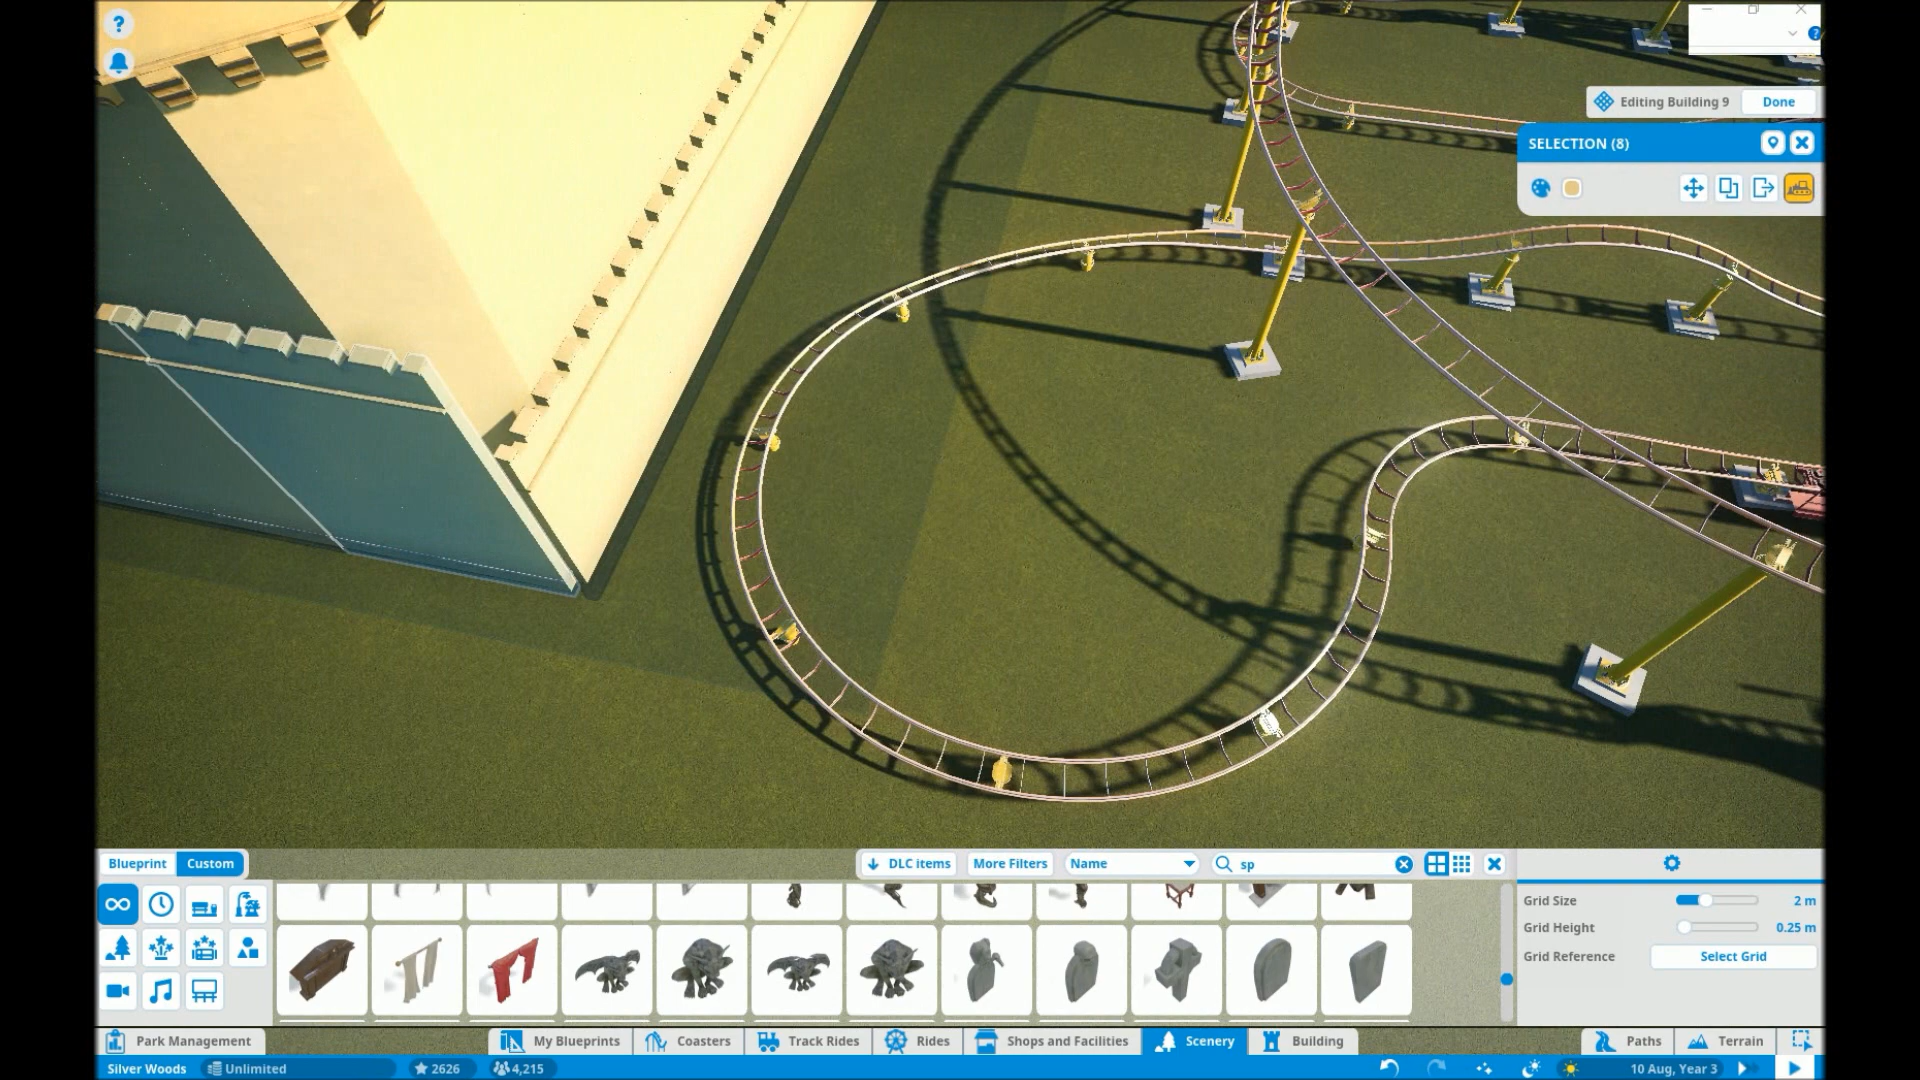 ?
?
Editing Building 9 Done
SELECTION (8)
Blueprint Custom
DLC items More Filters Name sp
Grid Size 2 m
Grid Height 0.25 m
Grid Reference Select Grid
Park Management My Blueprints Coasters Track Rides Rides Shops and Facilities Scenery Building Paths Terrain
Silver Woods Unlimited 2626 4,215 10 Aug, Year 3